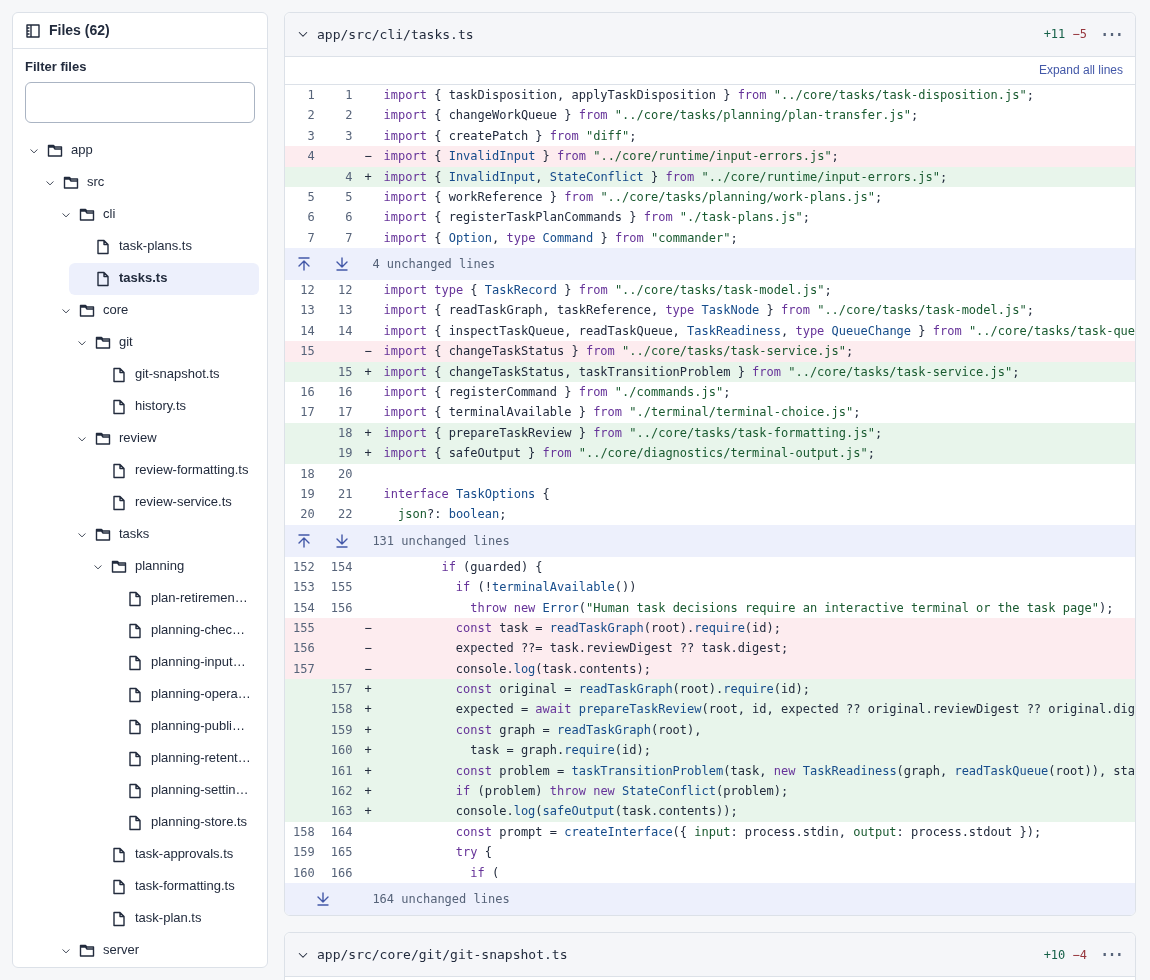 Files (62)
Filter files
app
src
cli
task-plans.ts
tasks.ts
core
git
git-snapshot.ts
history.ts
review
review-formatting.ts
review-service.ts
tasks
planning
plan-retiremen…
planning-chec…
planning-input…
planning-opera…
planning-publi…
planning-retent…
planning-settin…
planning-store.ts
task-approvals.ts
task-formatting.ts
task-plan.ts
server
app/src/cli/tasks.ts +11 −5 ···
Expand all lines
1 1 import { taskDisposition, applyTaskDisposition } from "../core/tasks/task-disposition.js";
2 2 import { changeWorkQueue } from "../core/tasks/planning/plan-transfer.js";
3 3 import { createPatch } from "diff";
4 − import { InvalidInput } from "../core/runtime/input-errors.js";
4 + import { InvalidInput, StateConflict } from "../core/runtime/input-errors.js";
5 5 import { workReference } from "../core/tasks/planning/work-plans.js";
6 6 import { registerTaskPlanCommands } from "./task-plans.js";
7 7 import { Option, type Command } from "commander";
4 unchanged lines
12 12 import type { TaskRecord } from "../core/tasks/task-model.js";
13 13 import { readTaskGraph, taskReference, type TaskNode } from "../core/tasks/task-model.js";
14 14 import { inspectTaskQueue, readTaskQueue, TaskReadiness, type QueueChange } from "../core/tasks/task-que
15 − import { changeTaskStatus } from "../core/tasks/task-service.js";
15 + import { changeTaskStatus, taskTransitionProblem } from "../core/tasks/task-service.js";
16 16 import { registerCommand } from "./commands.js";
17 17 import { terminalAvailable } from "./terminal/terminal-choice.js";
18 + import { prepareTaskReview } from "../core/tasks/task-formatting.js";
19 + import { safeOutput } from "../core/diagnostics/terminal-output.js";
18 20
19 21 interface TaskOptions {
20 22 json?: boolean;
131 unchanged lines
152 154 if (guarded) {
153 155 if (!terminalAvailable())
154 156 throw new Error("Human task decisions require an interactive terminal or the task page");
155 − const task = readTaskGraph(root).require(id);
156 − expected ??= task.reviewDigest ?? task.digest;
157 − console.log(task.contents);
157 + const original = readTaskGraph(root).require(id);
158 + expected = await prepareTaskReview(root, id, expected ?? original.reviewDigest ?? original.dig
159 + const graph = readTaskGraph(root),
160 + task = graph.require(id);
161 + const problem = taskTransitionProblem(task, new TaskReadiness(graph, readTaskQueue(root)), sta
162 + if (problem) throw new StateConflict(problem);
163 + console.log(safeOutput(task.contents));
158 164 const prompt = createInterface({ input: process.stdin, output: process.stdout });
159 165 try {
160 166 if (
164 unchanged lines
app/src/core/git/git-snapshot.ts +10 −4 ···